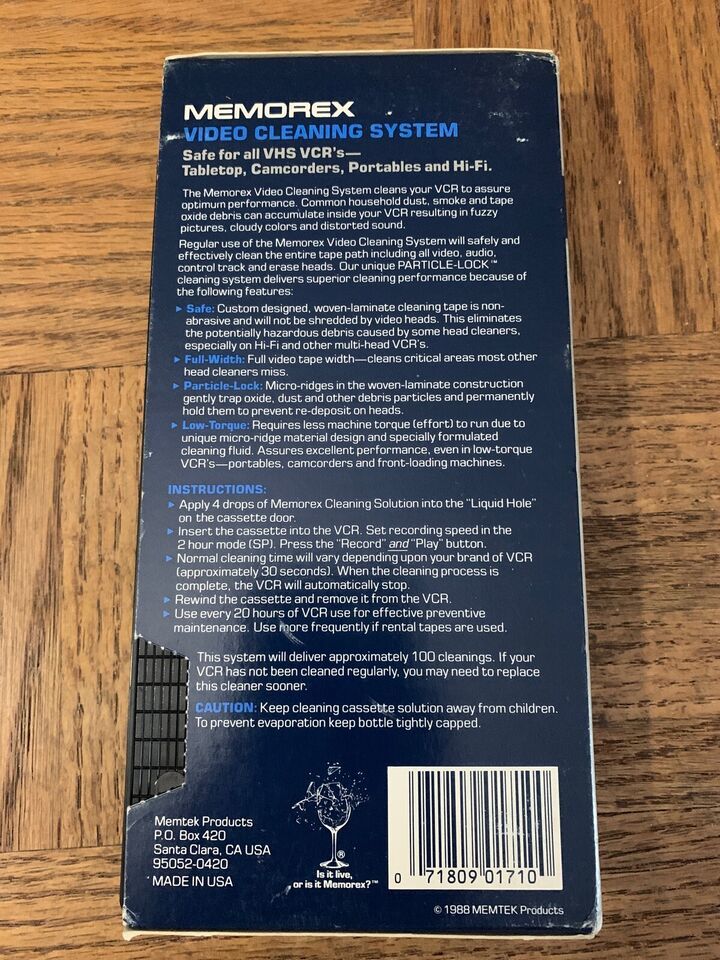 MEMOREX
VIDEO CLEANING SYSTEM
Safe for all VHS VCR's—
Tabletop, Camcorders, Portables and Hi-Fi.
The Memorex Video Cleaning System cleans your VCR to assure
optimum performance. Common household dust, smoke and tape
oxide debris can accumulate inside your VCR resulting in fuzzy
pictures, cloudy colors and distorted sound.
Regular use of the Memorex Video Cleaning System will safely and
effectively clean the entire tape path including all video, audio,
control track and erase heads. Our unique PARTICLE-LOCK™
cleaning system delivers superior cleaning performance because of
the following features:
▸ Safe: Custom designed, woven-laminate cleaning tape is non-
abrasive and will not be shredded by video heads. This eliminates
the potentially hazardous debris caused by some head cleaners,
especially on Hi-Fi and other multi-head VCR's.
▸ Full-Width: Full video tape width—cleans critical areas most other
head cleaners miss.
▸ Particle-Lock: Micro-ridges in the woven-laminate construction
gently trap oxide, dust and other debris particles and permanently
hold them to prevent re-deposit on heads.
▸ Low-Torque: Requires less machine torque (effort) to run due to
unique micro-ridge material design and specially formulated
cleaning fluid. Assures excellent performance, even in low-torque
VCR's—portables, camcorders and front-loading machines.
INSTRUCTIONS:
▸ Apply 4 drops of Memorex Cleaning Solution into the "Liquid Hole"
on the cassette door.
▸ Insert the cassette into the VCR. Set recording speed in the
2 hour mode (SP). Press the "Record" and "Play" button.
▸ Normal cleaning time will vary depending upon your brand of VCR
(approximately 30 seconds). When the cleaning process is
complete, the VCR will automatically stop.
▸ Rewind the cassette and remove it from the VCR.
▸ Use every 20 hours of VCR use for effective preventive
maintenance. Use more frequently if rental tapes are used.
This system will deliver approximately 100 cleanings. If your
VCR has not been cleaned regularly, you may need to replace
this cleaner sooner.
CAUTION: Keep cleaning cassette solution away from children.
To prevent evaporation keep bottle tightly capped.
Memtek Products
P.O. Box 420
Santa Clara, CA USA
95052-0420
MADE IN USA
®
Is it live,
or is it Memorex?™
0 71809 01710
© 1988 MEMTEK Products